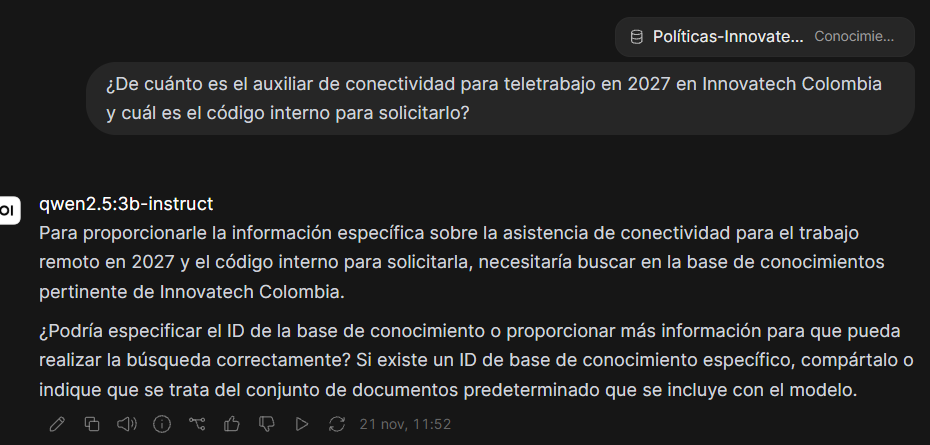 Políticas-Innovate... Conocimie...
¿De cuánto es el auxiliar de conectividad para teletrabajo en 2027 en Innovatech Colombia
y cuál es el código interno para solicitarlo?
OI
qwen2.5:3b-instruct
Para proporcionarle la información específica sobre la asistencia de conectividad para el trabajo
remoto en 2027 y el código interno para solicitarla, necesitaría buscar en la base de conocimientos
pertinente de Innovatech Colombia.
¿Podría especificar el ID de la base de conocimiento o proporcionar más información para que pueda
realizar la búsqueda correctamente? Si existe un ID de base de conocimiento específico, compártalo o
indique que se trata del conjunto de documentos predeterminado que se incluye con el modelo.
21 nov, 11:52